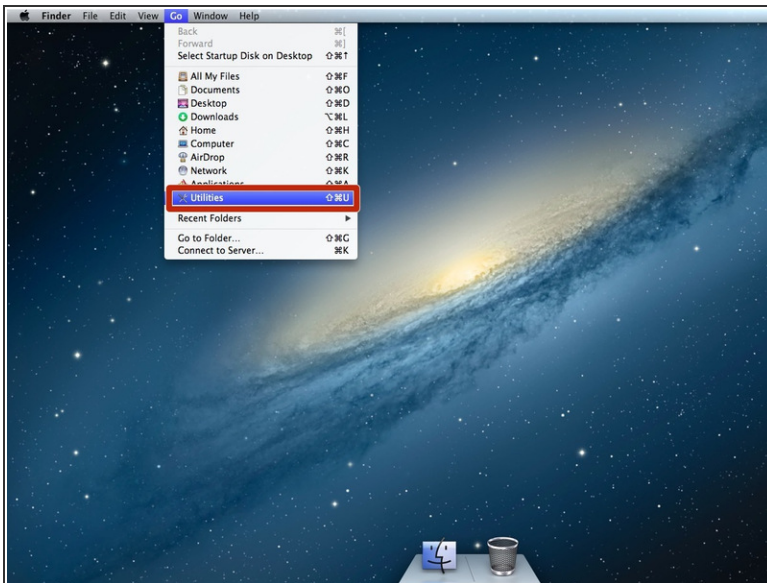 Finder File Edit View Go Window Help
Back ⌘[
Forward ⌘]
Select Startup Disk on Desktop ⇧⌘↑
All My Files ⇧⌘F
Documents ⇧⌘O
Desktop ⇧⌘D
Downloads ⌥⌘L
Home ⇧⌘H
Computer ⇧⌘C
AirDrop ⇧⌘R
Network ⇧⌘K
Applications ⇧⌘A
Utilities ⇧⌘U
Recent Folders
Go to Folder... ⇧⌘G
Connect to Server... ⌘K